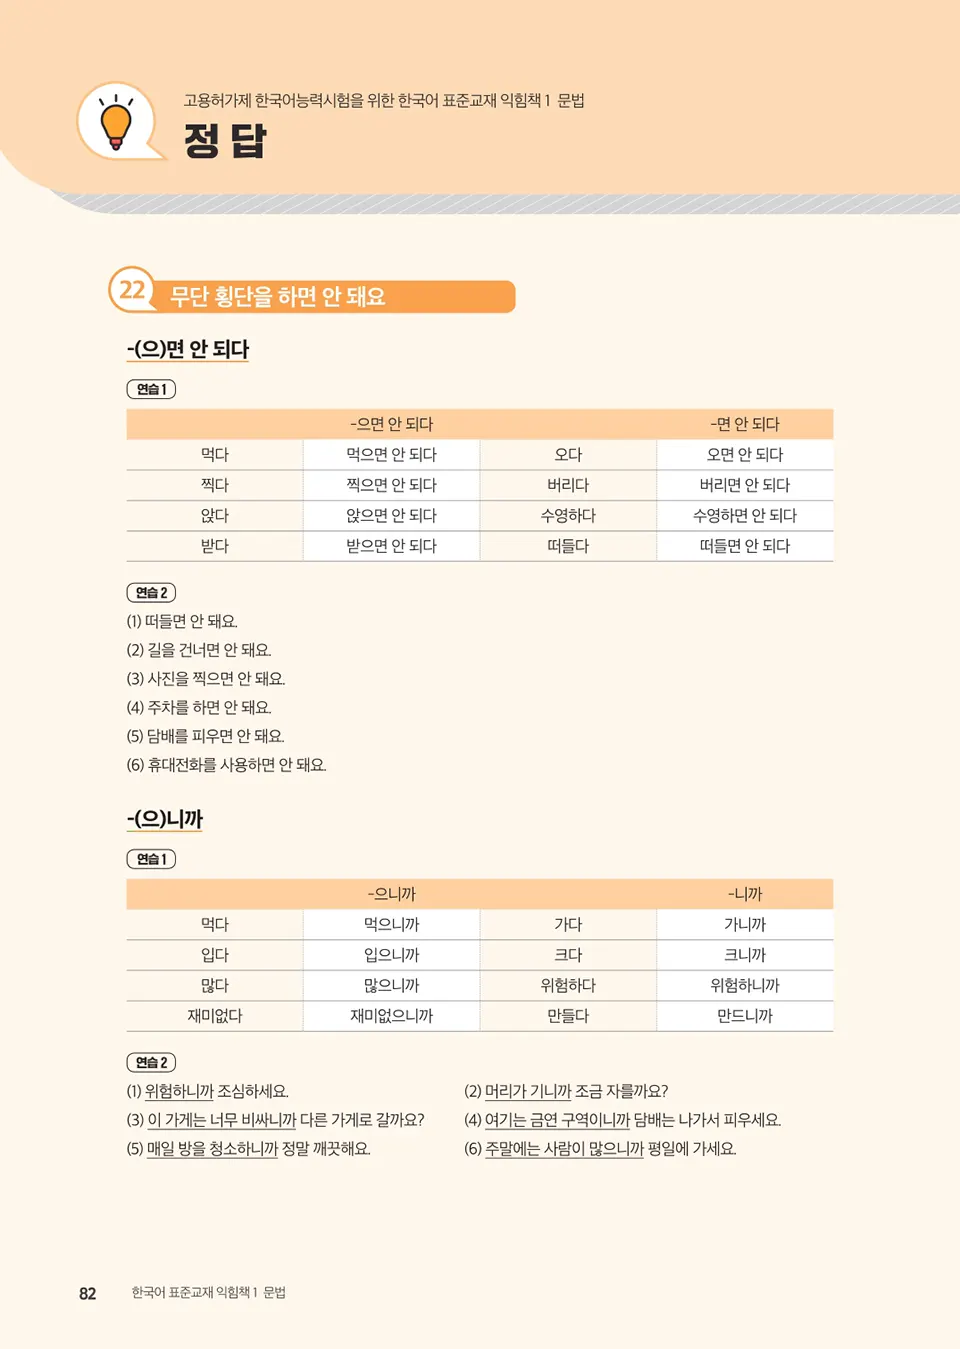 고용허가제 한국어능력시험을 위한 한국어 표준교재 익힘책 1 문법
정 답
22 무단 횡단을 하면 안 돼요
-(으)면 안 되다
연습 1
-으면 안 되다 -면 안 되다
먹다 먹으면 안 되다 오다 오면 안 되다
찍다 찍으면 안 되다 버리다 버리면 안 되다
앉다 앉으면 안 되다 수영하다 수영하면 안 되다
받다 받으면 안 되다 떠들다 떠들면 안 되다
연습 2
(1) 떠들면 안 돼요.
(2) 길을 건너면 안 돼요.
(3) 사진을 찍으면 안 돼요.
(4) 주차를 하면 안 돼요.
(5) 담배를 피우면 안 돼요.
(6) 휴대전화를 사용하면 안 돼요.
-(으)니까
연습 1
-으니까 -니까
먹다 먹으니까 가다 가니까
입다 입으니까 크다 크니까
많다 많으니까 위험하다 위험하니까
재미없다 재미없으니까 만들다 만드니까
연습 2
(1) 위험하니까 조심하세요. (2) 머리가 기니까 조금 자를까요?
(3) 이 가게는 너무 비싸니까 다른 가게로 갈까요? (4) 여기는 금연 구역이니까 담배는 나가서 피우세요.
(5) 매일 방을 청소하니까 정말 깨끗해요. (6) 주말에는 사람이 많으니까 평일에 가세요.
82 한국어 표준교재 익힘책 1 문법